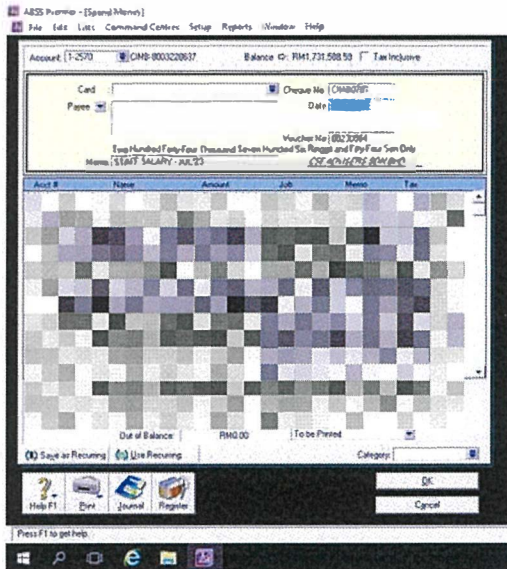 ABSS Premier - [Spend Money]
File Edit Lists Command Centres Setup Reports Window Help
Account: 1-2570 CIMB-8003220637 Balance RM1,731,508.59 Tax Inclusive
Card : Cheque No
Payee Date
Voucher No
Two Hundred Forty-Four Thousand Seven Hundred Six Ringgit and Fifty-Four Sen Only
Memo: STAFF SALARY - JUL'23
Acct # Name Amount Job Memo Tax
Out of Balance: RM0.00 To be Printed
Save as Recurring Use Recurring Category:
Help F1 Print Journal Register OK
Cancel
Press F1 to get help.